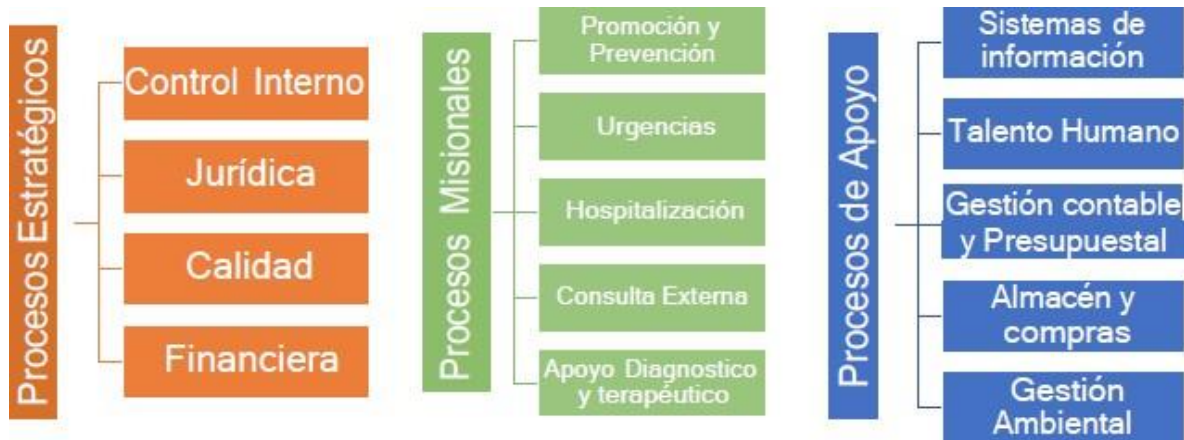 Procesos Estratégicos
Control Interno
Jurídica
Calidad
Financiera
Procesos Misionales
Promoción y
Prevención
Urgencias
Hospitalización
Consulta Externa
Apoyo Diagnostico
y terapéutico
Procesos de Apoyo
Sistemas de
información
Talento Humano
Gestión contable
y Presupuestal
Almacén y
compras
Gestión
Ambiental